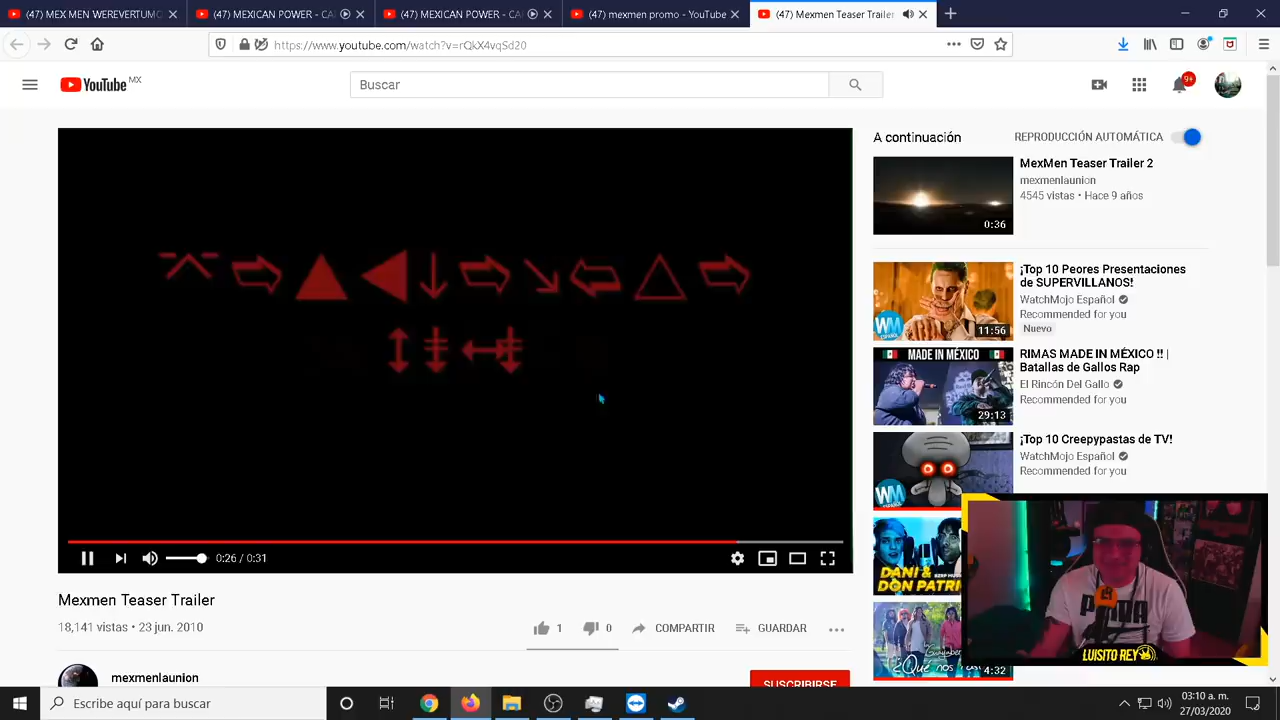 (47) MEX MEN WEREVERTUMC
(47) MEXICAN POWER - CA
(47) MEXICAN POWER - CA
(47) mexmen promo - YouTube
(47) Mexmen Teaser Trailer
https://www.youtube.com/watch?v=rQkX4vqSd20
YouTube MX
Buscar
9+
A continuación
REPRODUCCIÓN AUTOMÁTICA
MexMen Teaser Trailer 2
mexmenlaunion
4545 vistas • Hace 9 años
0:36
¡Top 10 Peores Presentaciones
de SUPERVILLANOS!
WatchMojo Español
Recommended for you
Nuevo
WM
ESPAÑOL
11:56
MADE IN MÉXICO
RIMAS MADE IN MÉXICO !! |
Batallas de Gallos Rap
El Rincón Del Gallo
Recommended for you
29:13
¡Top 10 Creepypastas de TV!
WatchMojo Español
Recommended for you
WM
DANI &
DON PATRI
4:32
LUISITO REY
0:26 / 0:31
Mexmen Teaser Trailer
18,141 vistas • 23 jun. 2010
1
0
COMPARTIR
GUARDAR
mexmenlaunion
SUSCRIBIRSE
Escribe aquí para buscar
03:10 a. m.
27/03/2020